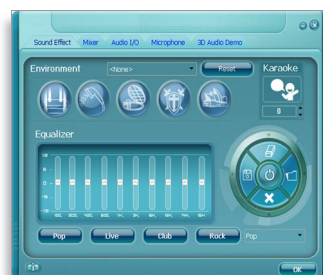 Sound Effect Mixer Audio I/O Microphone 3D Audio Demo
Environment <None> Reset Karaoke
0
Equalizer
Pop Live Club Rock Pop
OK